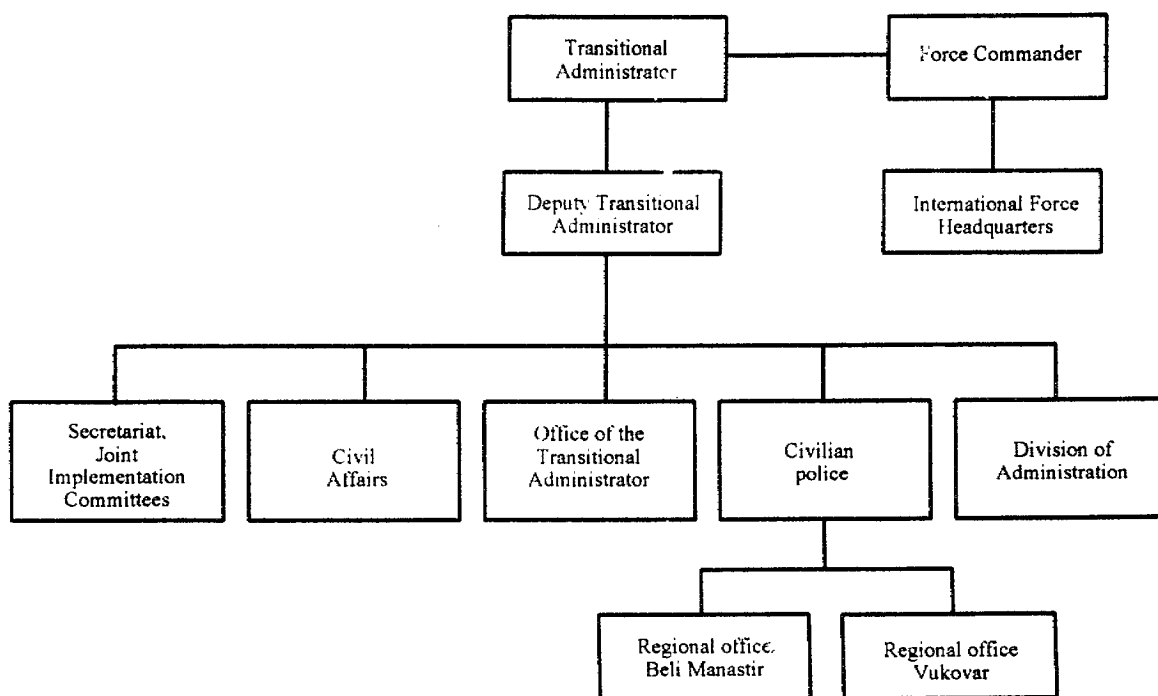 Transitional
Administrator
Force Commander
Deputy Transitional
Administrator
International Force
Headquarters
Secretariat,
Joint
Implementation
Committees
Civil
Affairs
Office of the
Transitional
Administrator
Civilian
police
Division of
Administration
Regional office,
Beli Manastir
Regional office
Vukovar